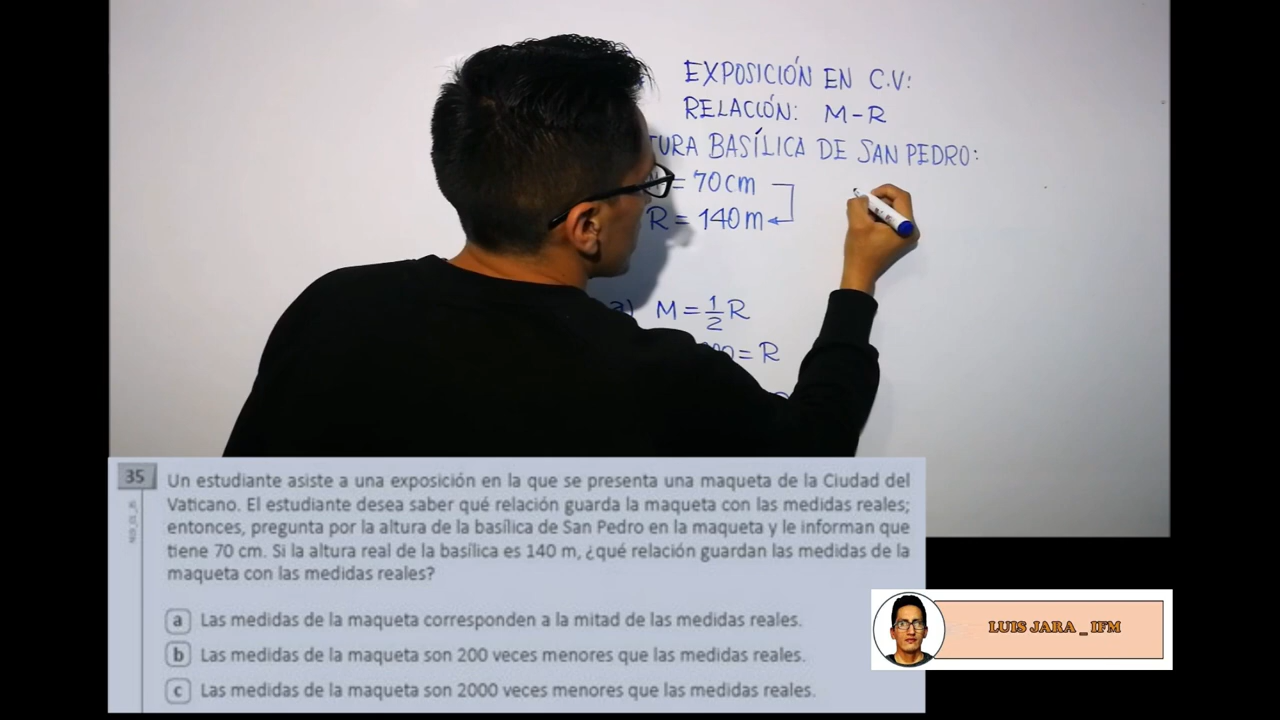 EXPOSICIÓN EN C.V:
RELACIÓN: M-R
TURA BASÍLICA DE SAN PEDRO:
= 70cm
R = 140m
a) M = 1/2 R
= R
35
Un estudiante asiste a una exposición en la que se presenta una maqueta de la Ciudad del
Vaticano. El estudiante desea saber qué relación guarda la maqueta con las medidas reales;
entonces, pregunta por la altura de la basílica de San Pedro en la maqueta y le informan que
tiene 70 cm. Si la altura real de la basílica es 140 m, ¿qué relación guardan las medidas de la
maqueta con las medidas reales?
a Las medidas de la maqueta corresponden a la mitad de las medidas reales.
b Las medidas de la maqueta son 200 veces menores que las medidas reales.
c Las medidas de la maqueta son 2000 veces menores que las medidas reales.
LUIS JARA _ IFM